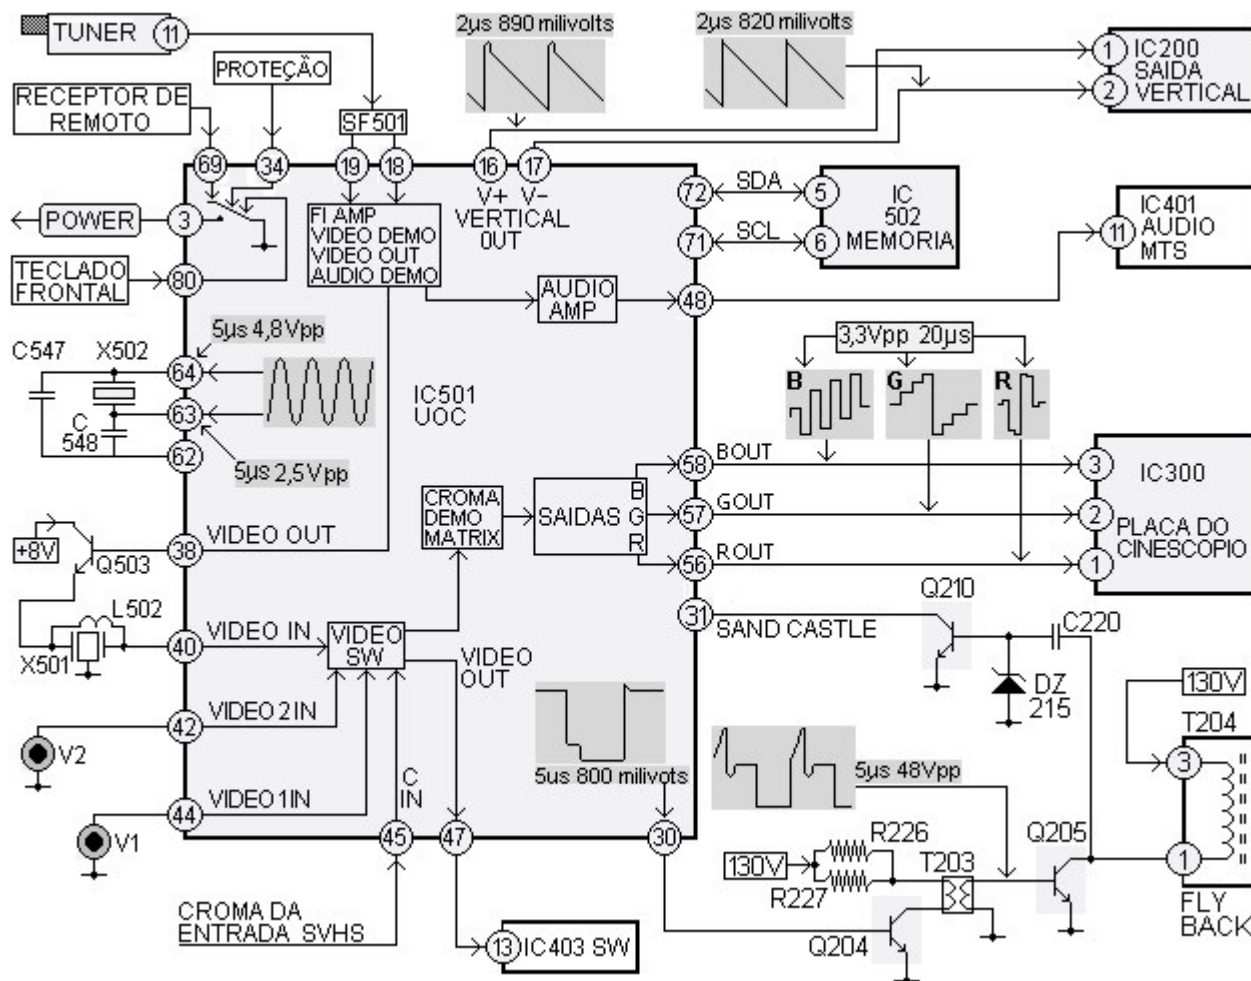 TUNER 11
PROTEÇÃO
RECEPTOR DE
REMOTO
SF501
2µs 890 milivolts
2µs 820 milivolts
1 IC200
2 SAIDA
VERTICAL
69 34 19 18 16 17
V+ V-
VERTICAL
OUT
POWER 3
TECLADO
FRONTAL 80
FI AMP
VIDEO DEMO
VIDEO OUT
AUDIO DEMO
AUDIO
AMP
72 SDA 5
71 SCL 6
IC
502
MEMORIA
48
11 IC401
AUDIO
MTS
C547 X502
C
548
64
63
62
5µs 4,8Vpp
5µs 2,5Vpp
IC501
UOC
3,3Vpp 20µs
B G R
58 BOUT 3
57 GOUT 2
56 ROUT 1
IC300
PLACA DO
CINESCOPIO
CROMA
DEMO
MATRIX
SAIDAS
B
G
R
+8V
Q503
38 VIDEO OUT
L502
X501
40 VIDEO IN
VIDEO
SW
VIDEO
OUT
42 VIDEO 2 IN
V2
44 VIDEO 1 IN
V1
C
IN
45 47 30
5µs 800 milivots
31 SAND CASTLE
Q210
C220
DZ
215
130V
T204
3
1
FLY
BACK
5µs 48Vpp
130V
R226
R227
T203
Q205
Q204
CROMA DA
ENTRADA SVHS
13 IC403 SW